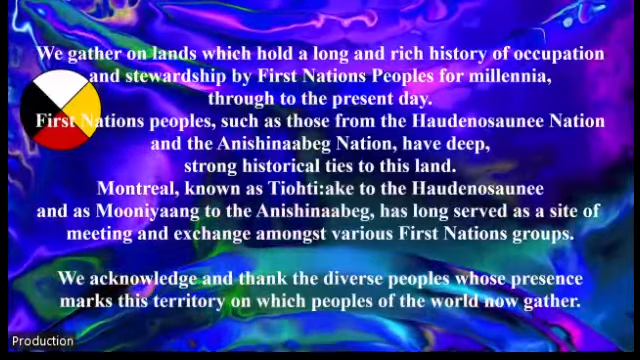 We gather on lands which hold a long and rich history of occupation
and stewardship by First Nations Peoples for millennia,
through to the present day.
First Nations peoples, such as those from the Haudenosaunee Nation
and the Anishinaabeg Nation, have deep,
strong historical ties to this land.
Montreal, known as Tiohti:ake to the Haudenosaunee
and as Mooniyaang to the Anishinaabeg, has long served as a site of
meeting and exchange amongst various First Nations groups.
We acknowledge and thank the diverse peoples whose presence
marks this territory on which peoples of the world now gather.
Production